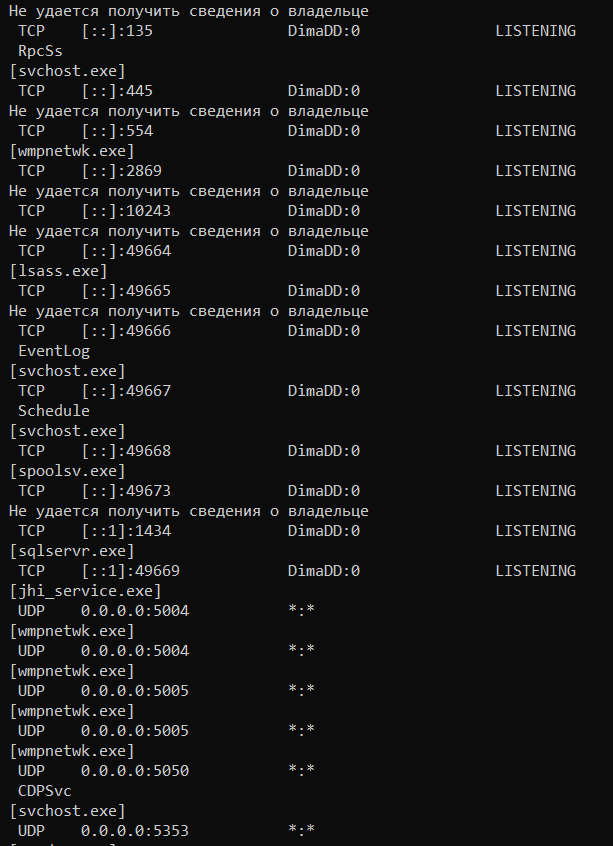 Не удается получить сведения о владельце
TCP [::]:135 DimaDD:0 LISTENING
RpcSs
[svchost.exe]
TCP [::]:445 DimaDD:0 LISTENING
Не удается получить сведения о владельце
TCP [::]:554 DimaDD:0 LISTENING
[wmpnetwk.exe]
TCP [::]:2869 DimaDD:0 LISTENING
Не удается получить сведения о владельце
TCP [::]:10243 DimaDD:0 LISTENING
Не удается получить сведения о владельце
TCP [::]:49664 DimaDD:0 LISTENING
[lsass.exe]
TCP [::]:49665 DimaDD:0 LISTENING
Не удается получить сведения о владельце
TCP [::]:49666 DimaDD:0 LISTENING
EventLog
[svchost.exe]
TCP [::]:49667 DimaDD:0 LISTENING
Schedule
[svchost.exe]
TCP [::]:49668 DimaDD:0 LISTENING
[spoolsv.exe]
TCP [::]:49673 DimaDD:0 LISTENING
Не удается получить сведения о владельце
TCP [::1]:1434 DimaDD:0 LISTENING
[sqlservr.exe]
TCP [::1]:49669 DimaDD:0 LISTENING
[jhi_service.exe]
UDP 0.0.0.0:5004 *:*
[wmpnetwk.exe]
UDP 0.0.0.0:5004 *:*
[wmpnetwk.exe]
UDP 0.0.0.0:5005 *:*
[wmpnetwk.exe]
UDP 0.0.0.0:5005 *:*
[wmpnetwk.exe]
UDP 0.0.0.0:5050 *:*
CDPSvc
[svchost.exe]
UDP 0.0.0.0:5353 *:*